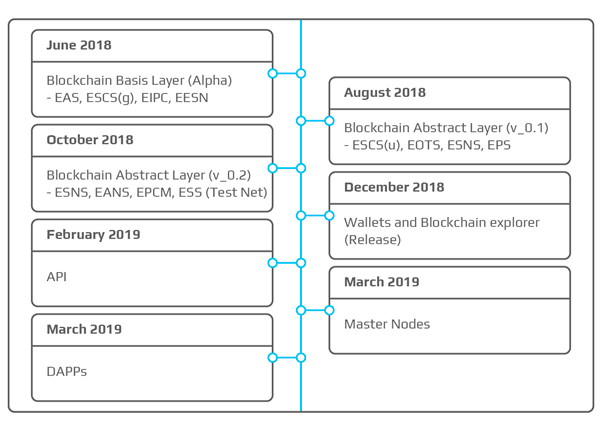 June 2018
Blockchain Basis Layer (Alpha)
- EAS, ESCS(g), EIPC, EESN
August 2018
Blockchain Abstract Layer (v_0.1)
- ESCS(u), EOTS, ESNS, EPS
October 2018
Blockchain Abstract Layer (v_0.2)
- ESNS, EANS, EPCM, ESS (Test Net)
December 2018
Wallets and Blockchain explorer
(Release)
February 2019
API
March 2019
Master Nodes
March 2019
DAPPs